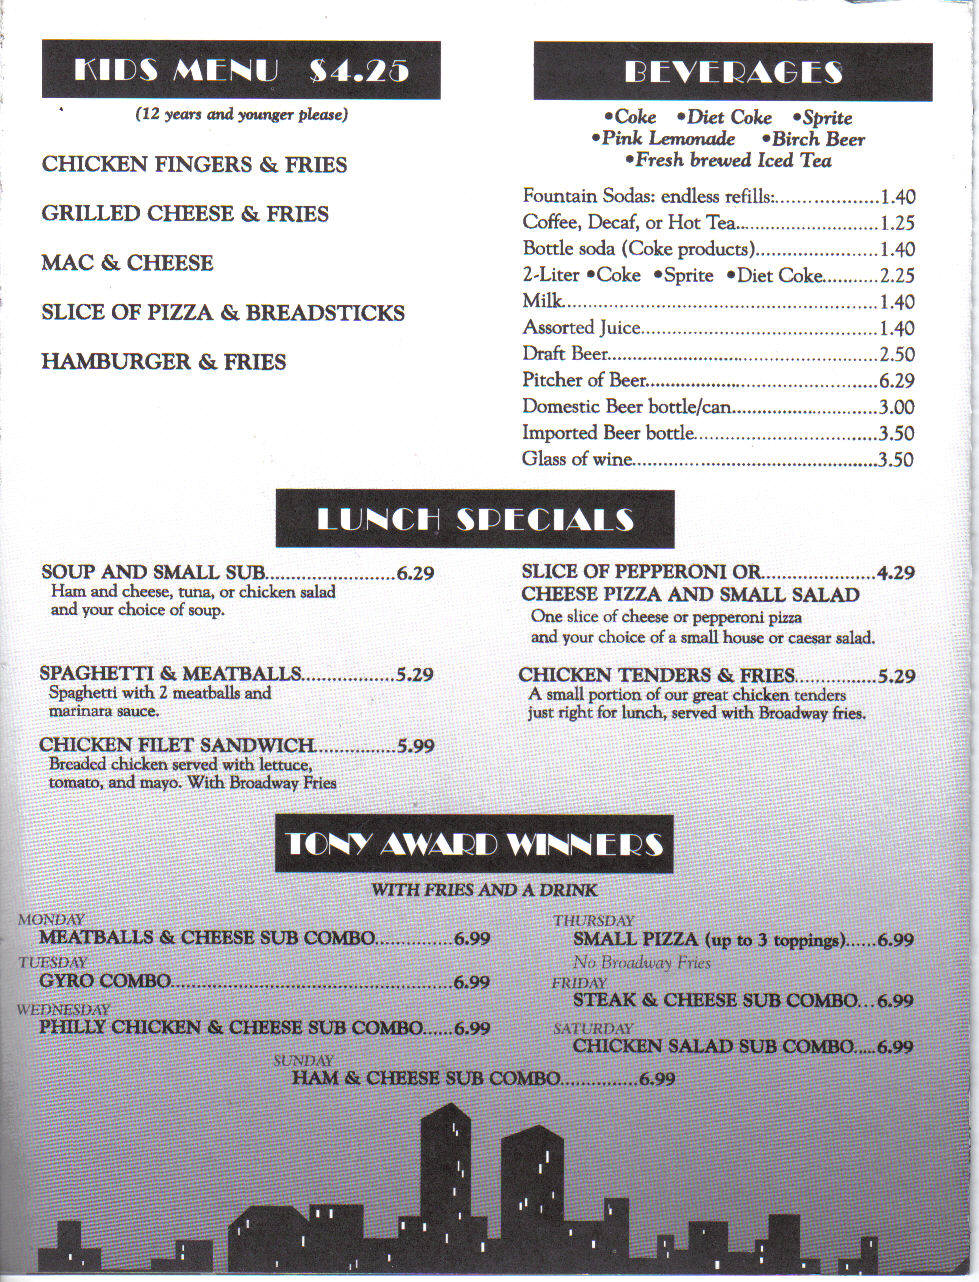 KIDS MENU $4.25
(12 years and younger please)
CHICKEN FINGERS & FRIES
GRILLED CHEESE & FRIES
MAC & CHEESE
SLICE OF PIZZA & BREADSTICKS
HAMBURGER & FRIES
BEVERAGES
•Coke •Diet Coke •Sprite
•Pink Lemonade •Birch Beer
•Fresh brewed Iced Tea
Fountain Sodas: endless refills:....................1.40
Coffee, Decaf, or Hot Tea............................1.25
Bottle soda (Coke products)........................1.40
2-Liter •Coke •Sprite •Diet Coke...........2.25
Milk.............................................................1.40
Assorted Juice..............................................1.40
Draft Beer....................................................2.50
Pitcher of Beer.............................................6.29
Domestic Beer bottle/can............................3.00
Imported Beer bottle...................................3.50
Glass of wine...............................................3.50
LUNCH SPECIALS
SOUP AND SMALL SUB.........................6.29
Ham and cheese, tuna, or chicken salad
and your choice of soup.
SPAGHETTI & MEATBALLS..................5.29
Spaghetti with 2 meatballs and
marinara sauce.
CHICKEN FILET SANDWICH................5.99
Breaded chicken served with lettuce,
tomato, and mayo. With Broadway Fries
SLICE OF PEPPERONI OR......................4.29
CHEESE PIZZA AND SMALL SALAD
One slice of cheese or pepperoni pizza
and your choice of a small house or caesar salad.
CHICKEN TENDERS & FRIES................5.29
A small portion of our great chicken tenders
just right for lunch, served with Broadway fries.
TONY AWARD WINNERS
WITH FRIES AND A DRINK
MONDAY
MEATBALLS & CHEESE SUB COMBO...............6.99
TUESDAY
GYRO COMBO......................................................6.99
WEDNESDAY
PHILLY CHICKEN & CHEESE SUB COMBO......6.99
THURSDAY
SMALL PIZZA (up to 3 toppings)......6.99
No Broadway Fries
FRIDAY
STEAK & CHEESE SUB COMBO...6.99
SATURDAY
CHICKEN SALAD SUB COMBO.....6.99
SUNDAY
HAM & CHEESE SUB COMBO...............6.99